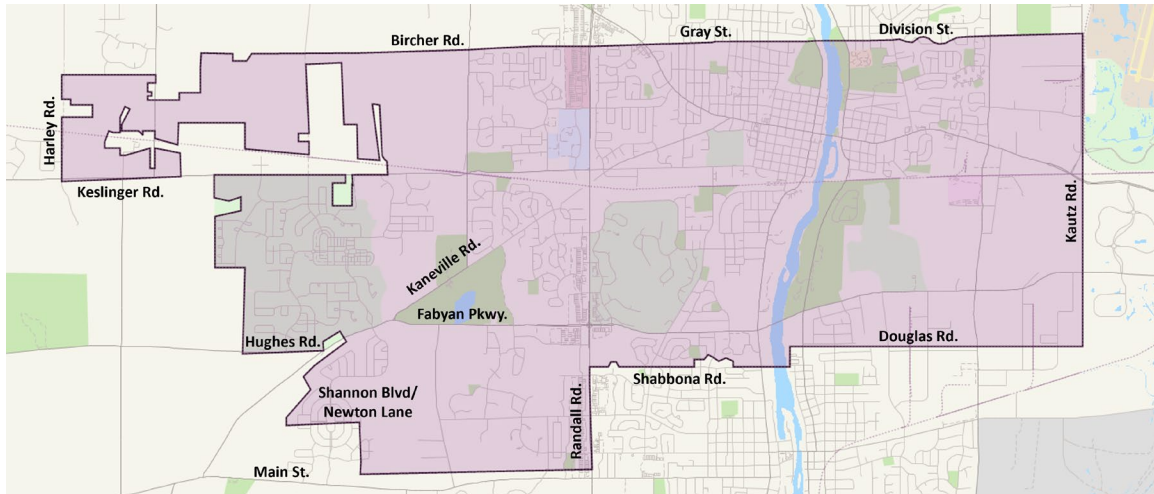 Bircher Rd.
Gray St.
Division St.
Harley Rd.
Keslinger Rd.
Kautz Rd.
Kaneville Rd.
Fabyan Pkwy.
Hughes Rd.
Douglas Rd.
Shabbona Rd.
Shannon Blvd/
Newton Lane
Randall Rd.
Main St.